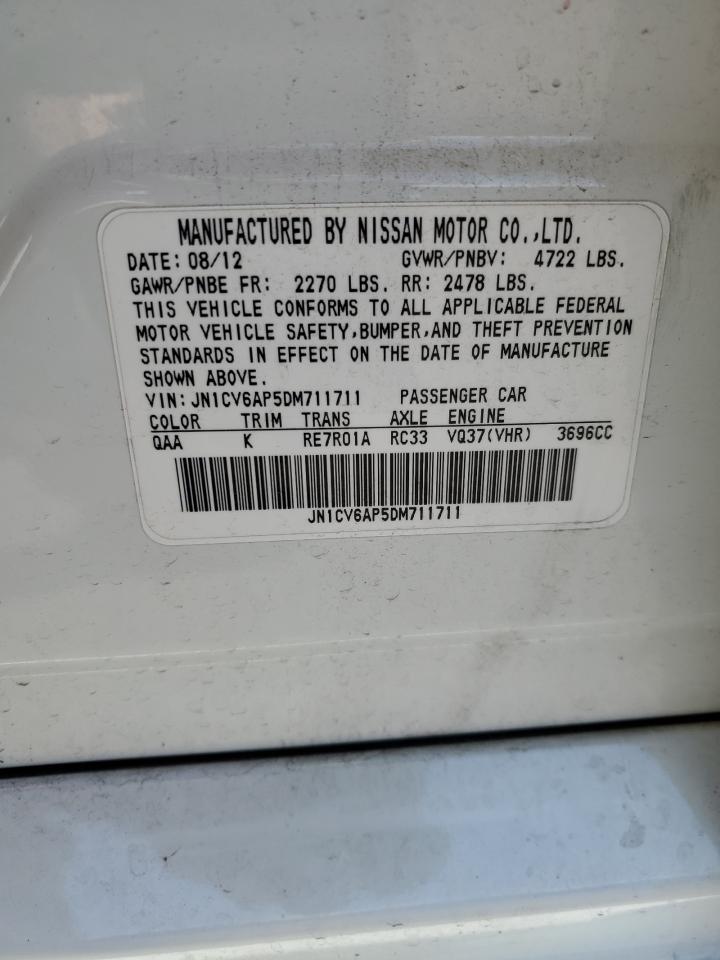 MANUFACTURED BY NISSAN MOTOR CO.,LTD.
DATE: 08/12 GVWR/PNBV: 4722 LBS.
GAWR/PNBE FR: 2270 LBS. RR: 2478 LBS.
THIS VEHICLE CONFORMS TO ALL APPLICABLE FEDERAL
MOTOR VEHICLE SAFETY,BUMPER,AND THEFT PREVENTION
STANDARDS IN EFFECT ON THE DATE OF MANUFACTURE
SHOWN ABOVE.
VIN: JN1CV6AP5DM711711 PASSENGER CAR
COLOR TRIM TRANS AXLE ENGINE
QAA K RE7R01A RC33 VQ37(VHR) 3696CC
JN1CV6AP5DM711711